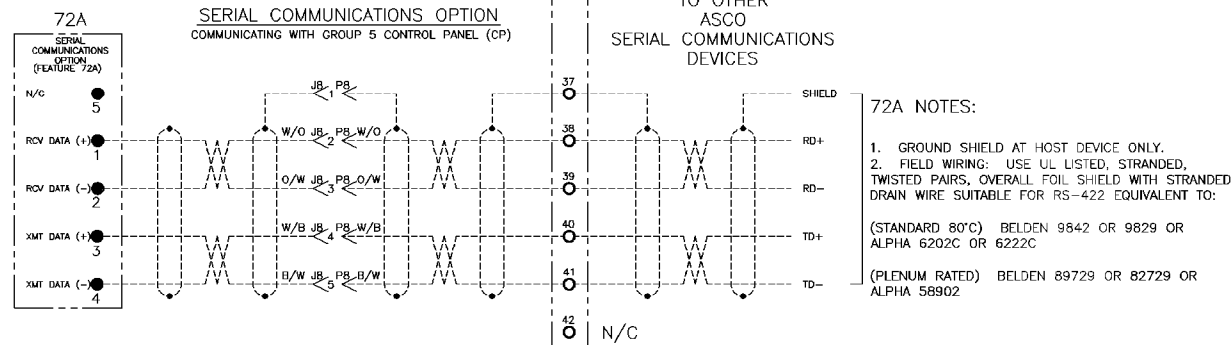 72A
SERIAL COMMUNICATIONS OPTION
COMMUNICATING WITH GROUP 5 CONTROL PANEL (CP)
TO OTHER
ASCO
SERIAL COMMUNICATIONS
DEVICES
SERIAL
COMMUNICATIONS
OPTION
(FEATURE 72A)
N/C
5
J8 P8
1
37
SHIELD
RCV DATA (+)
1
W/O J8 P8 W/O
2
38
RD+
RCV DATA (-)
2
O/W J8 P8 O/W
3
39
RD-
XMT DATA (+)
3
W/B J8 P8 W/B
4
40
TD+
XMT DATA (-)
4
B/W J8 P8 B/W
5
41
TD-
42
N/C
72A NOTES:
1. GROUND SHIELD AT HOST DEVICE ONLY.
2. FIELD WIRING: USE UL LISTED, STRANDED,
TWISTED PAIRS, OVERALL FOIL SHIELD WITH STRANDED
DRAIN WIRE SUITABLE FOR RS-422 EQUIVALENT TO:
(STANDARD 80°C) BELDEN 9842 OR 9829 OR
ALPHA 6202C OR 6222C
(PLENUM RATED) BELDEN 89729 OR 82729 OR
ALPHA 58902